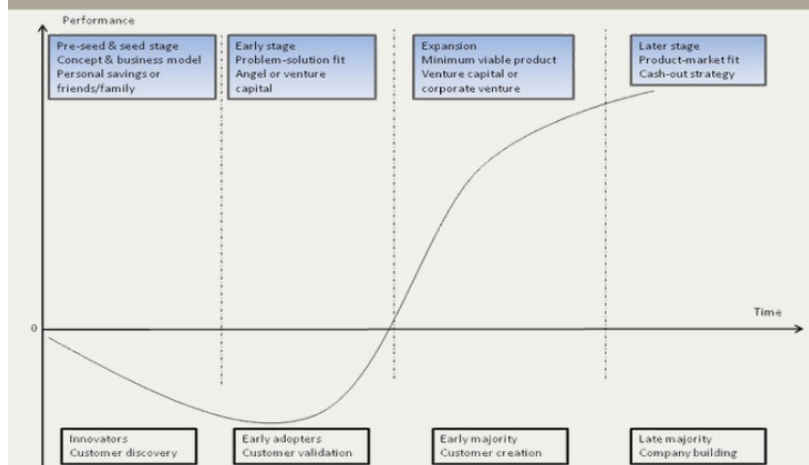 Performance
Pre-seed & seed stage
Concept & business model
Personal savings or
friends/family
Early stage
Problem-solution fit
Angel or venture
capital
Expansion
Minimum viable product
Venture capital or
corporate venture
Later stage
Product-market fit
Cash-out strategy
Time
0
Innovators
Customer discovery
Early adopters
Customer validation
Early majority
Customer creation
Late majority
Company building